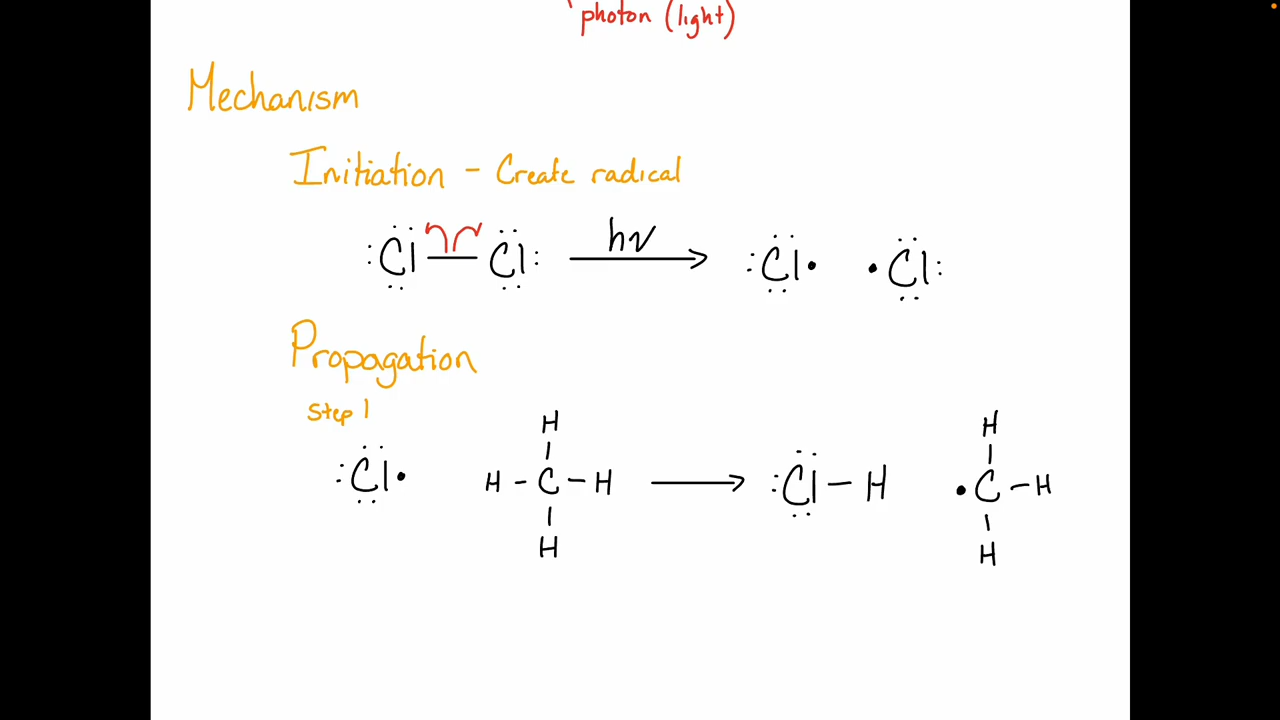 photon (light)
Mechanism
Initiation - Create radical
:Cl — Cl: hν :Cl• •Cl:
Propagation
Step 1
H H
:Cl• H - C - H :Cl - H •C - H
H H